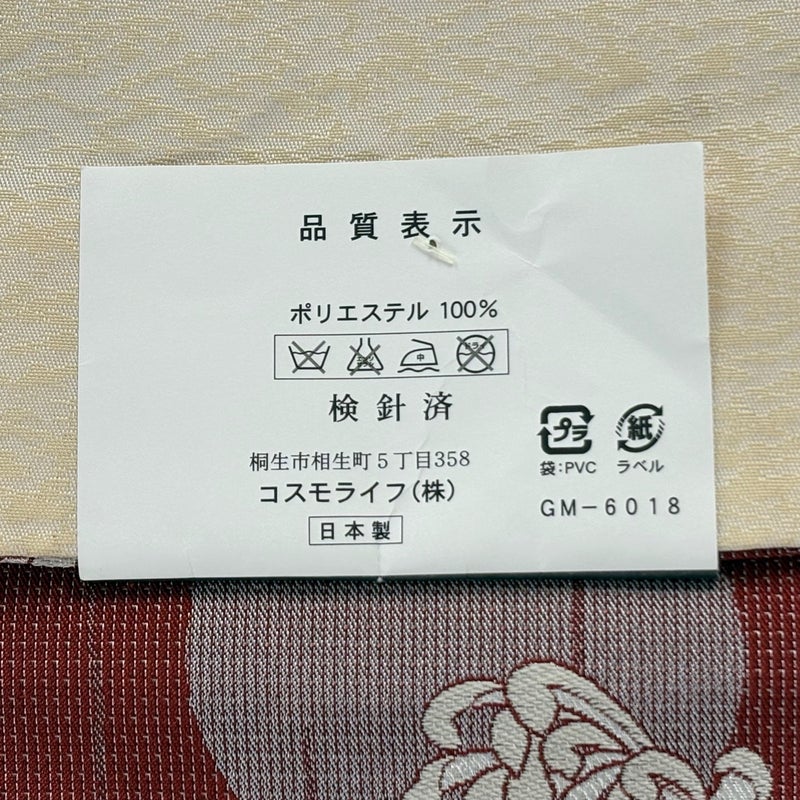 品質表示
ポリエステル 100%
中
検針済
桐生市相生町5丁目358
コスモライフ(株)
日本製
プラ
紙
袋:PVC
ラベル
GM-6018